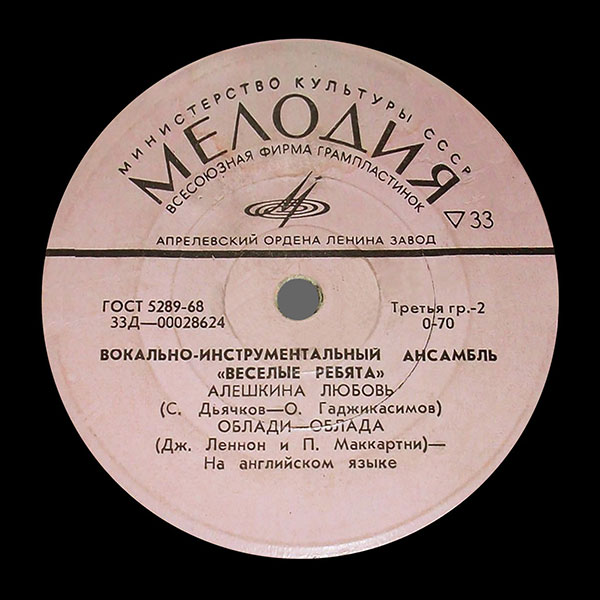 МИНИСТЕРСТВО КУЛЬТУРЫ СССР
МЕЛОДИЯ
ВСЕСОЮЗНАЯ ФИРМА ГРАМПЛАСТИНОК
▽ 33
АПРЕЛЕВСКИЙ ОРДЕНА ЛЕНИНА ЗАВОД
ГОСТ 5289-68 Третья гр.-2
33Д—00028624 0-70
ВОКАЛЬНО-ИНСТРУМЕНТАЛЬНЫЙ АНСАМБЛЬ
«ВЕСЕЛЫЕ РЕБЯТА»
АЛЕШКИНА ЛЮБОВЬ
(С. Дьячков—О. Гаджикасимов)
ОБЛАДИ—ОБЛАДА
(Дж. Леннон и П. Маккартни)—
На английском языке